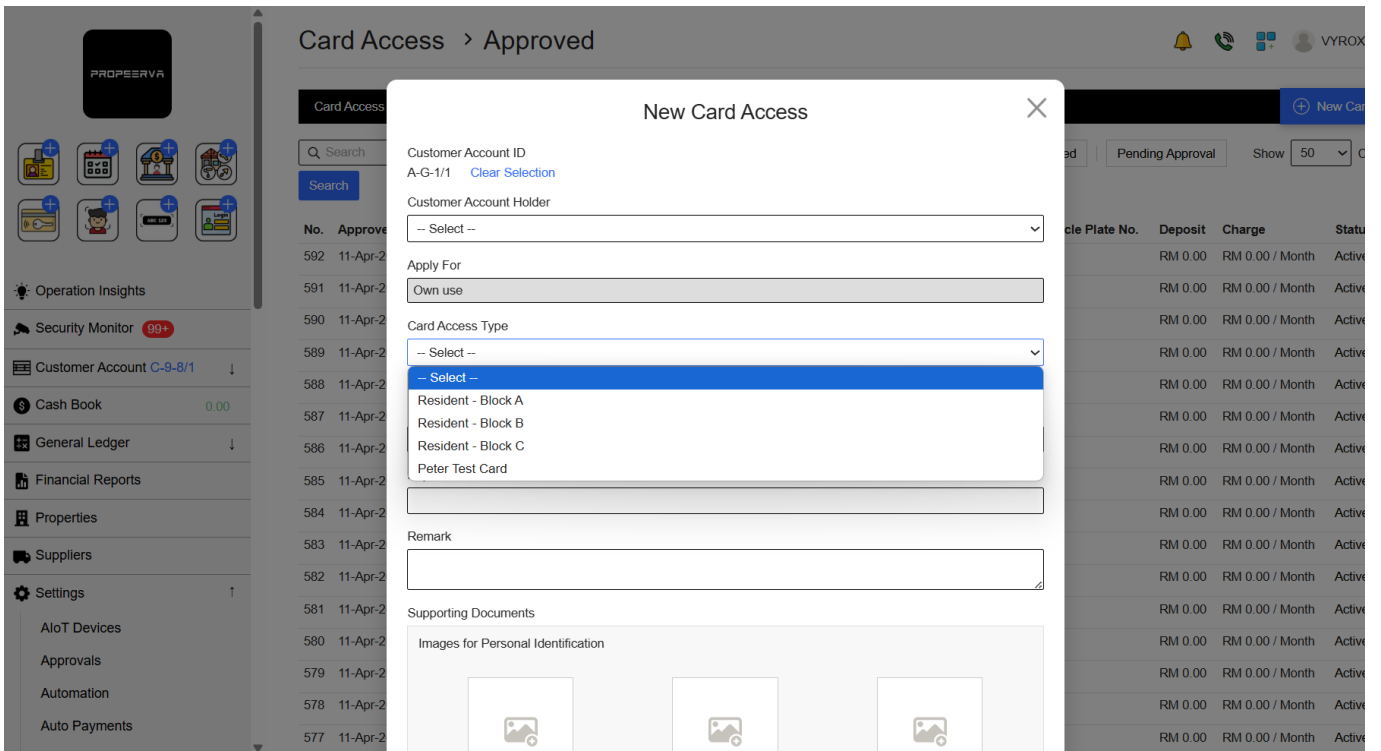 PROPSERVA
Card Access > Approved
VYROX
Card Access
New Car
Search
ed
Pending Approval
Show 50
Search
No. Approve
cle Plate No. Deposit Charge Statu
592 11-Apr-2 RM 0.00 RM 0.00 / Month Active
591 11-Apr-2 RM 0.00 RM 0.00 / Month Active
590 11-Apr-2 RM 0.00 RM 0.00 / Month Active
589 11-Apr-2 RM 0.00 RM 0.00 / Month Active
588 11-Apr-2 RM 0.00 RM 0.00 / Month Active
587 11-Apr-2 RM 0.00 RM 0.00 / Month Active
586 11-Apr-2 RM 0.00 RM 0.00 / Month Active
585 11-Apr-2 RM 0.00 RM 0.00 / Month Active
584 11-Apr-2 RM 0.00 RM 0.00 / Month Active
583 11-Apr-2 RM 0.00 RM 0.00 / Month Active
582 11-Apr-2 RM 0.00 RM 0.00 / Month Active
581 11-Apr-2 RM 0.00 RM 0.00 / Month Active
580 11-Apr-2 RM 0.00 RM 0.00 / Month Active
579 11-Apr-2 RM 0.00 RM 0.00 / Month Active
578 11-Apr-2 RM 0.00 RM 0.00 / Month Active
577 11-Apr-2 RM 0.00 RM 0.00 / Month Active
ABC 123
Login
Operation Insights
Security Monitor 99+
Customer Account C-9-8/1 ↓
Cash Book 0.00
General Ledger ↓
Financial Reports
Properties
Suppliers
Settings ↑
AIoT Devices
Approvals
Automation
Auto Payments
New Card Access
Customer Account ID
A-G-1/1 Clear Selection
Customer Account Holder
-- Select --
Apply For
Own use
Card Access Type
-- Select --
-- Select --
Resident - Block A
Resident - Block B
Resident - Block C
Peter Test Card
Remark
Supporting Documents
Images for Personal Identification